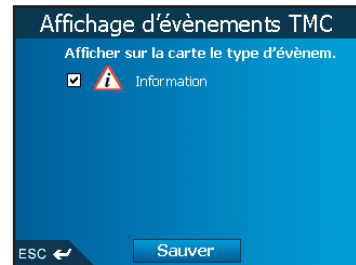 Affichage d'évènements TMC
Afficher sur la carte le type d'évènem.
i Information
Sauver
ESC